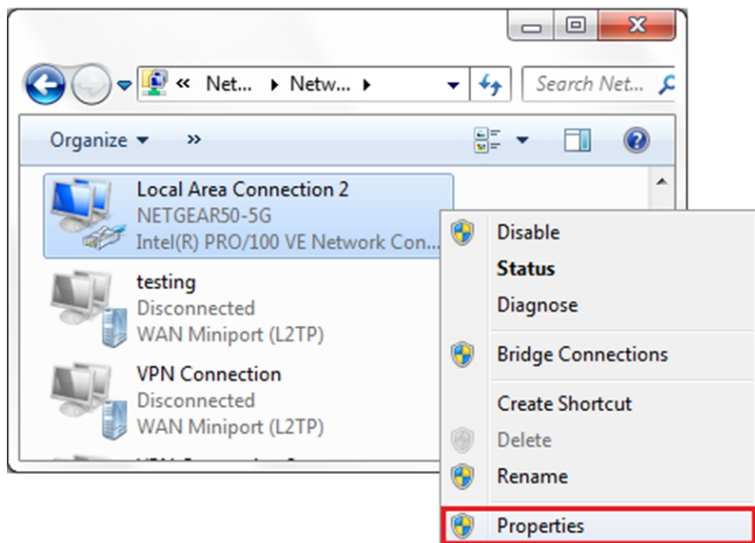 Net... Netw...
Search Net...
Organize
Local Area Connection 2
NETGEAR50-5G
Intel(R) PRO/100 VE Network Con...
testing
Disconnected
WAN Miniport (L2TP)
VPN Connection
Disconnected
WAN Miniport (L2TP)
Disable
Status
Diagnose
Bridge Connections
Create Shortcut
Delete
Rename
Properties